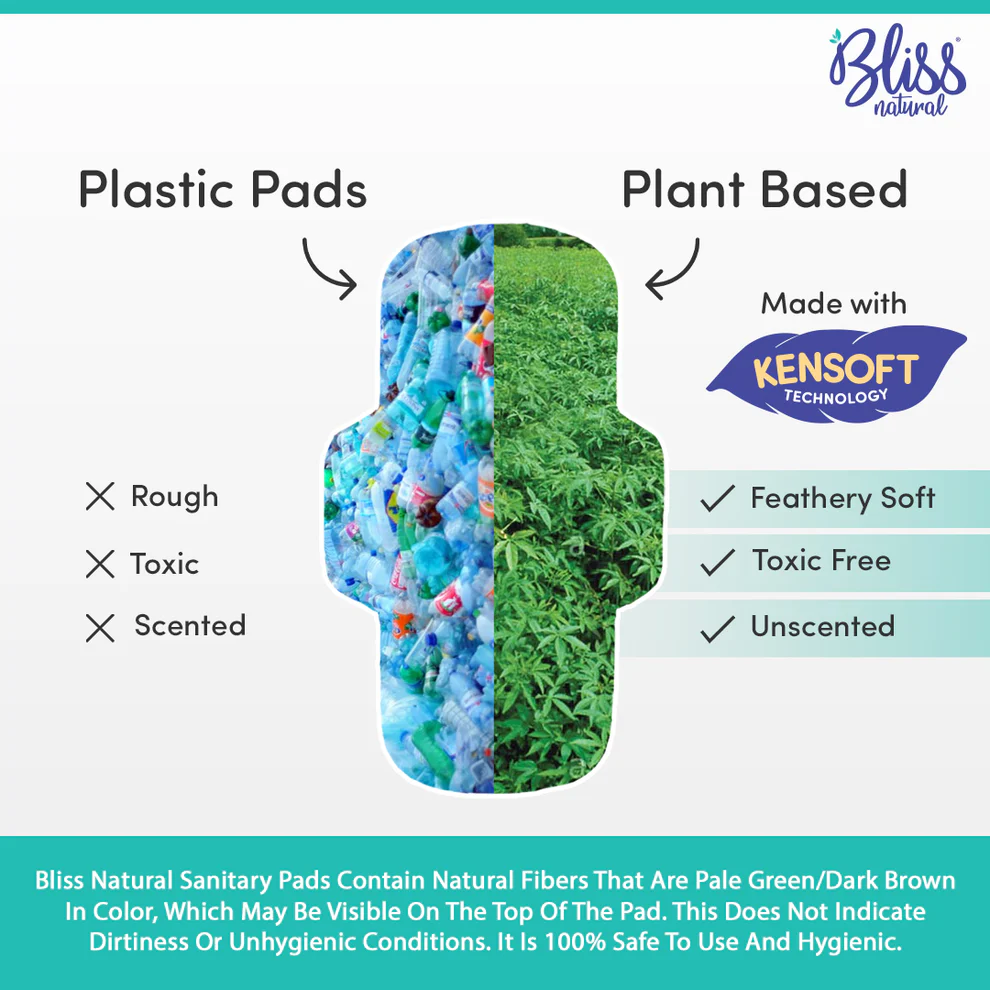 Bliss®
natural
Plastic Pads
Plant Based
Made with
KENSOFT
TECHNOLOGY
Rough
Toxic
Scented
Feathery Soft
Toxic Free
Unscented
Bliss Natural Sanitary Pads Contain Natural Fibers That Are Pale Green/Dark Brown
In Color, Which May Be Visible On The Top Of The Pad. This Does Not Indicate
Dirtiness Or Unhygienic Conditions. It Is 100% Safe To Use And Hygienic.